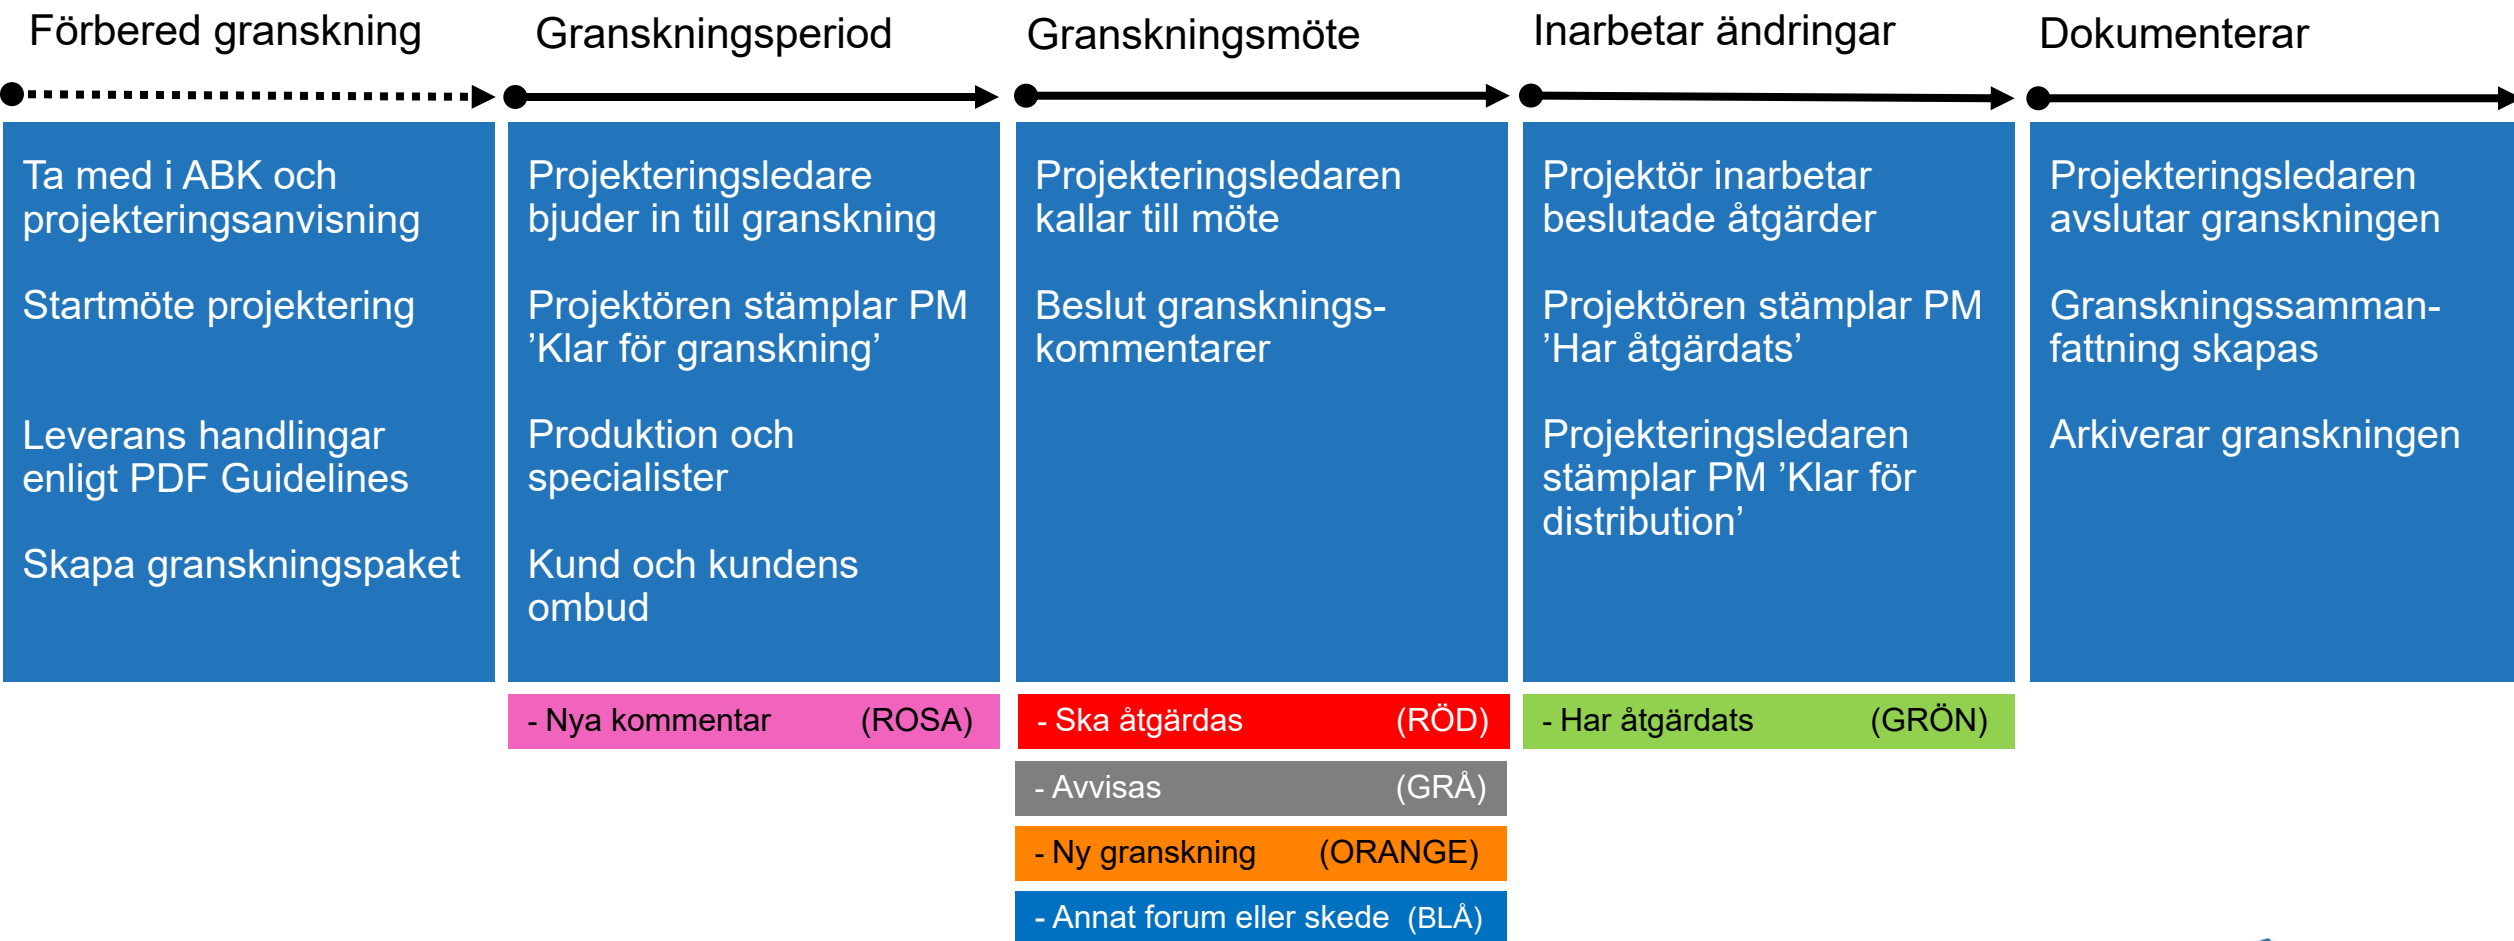 Förbered granskning
Granskningsperiod
Granskningsmöte
Inarbetar ändringar
Dokumenterar
Ta med i ABK och
projekteringsanvisning
Startmöte projektering
Leverans handlingar
enligt PDF Guidelines
Skapa granskningspaket
Projekteringsledare
bjuder in till granskning
Projektören stämplar PM
’Klar för granskning’
Produktion och
specialister
Kund och kundens
ombud
- Nya kommentar (ROSA)
Projekteringsledaren
kallar till möte
Beslut gransknings-
kommentarer
- Ska åtgärdas (RÖD)
- Avvisas (GRÅ)
- Ny granskning (ORANGE)
- Annat forum eller skede (BLÅ)
Projektör inarbetar
beslutade åtgärder
Projektören stämplar PM
’Har åtgärdats’
Projekteringsledaren
stämplar PM ’Klar för
distribution’
- Har åtgärdats (GRÖN)
Projekteringsledaren
avslutar granskningen
Granskningssamman-
fattning skapas
Arkiverar granskningen